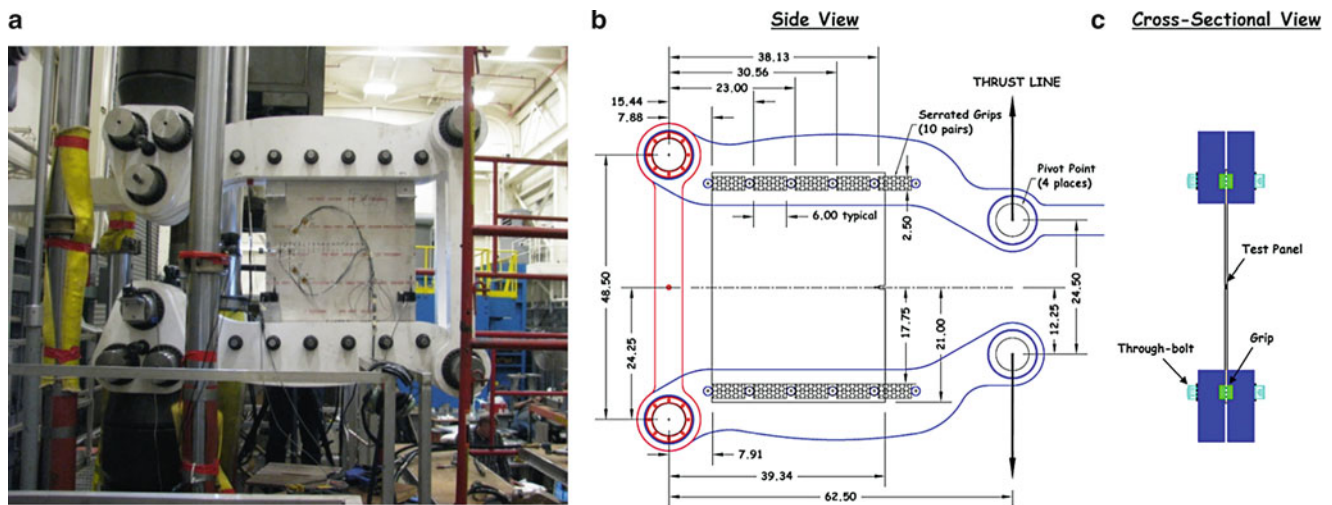 a
b
Side View
c
Cross-Sectional View
38.13
30.56
23.00
15.44
7.88
THRUST LINE
Serrated Grips
(10 pairs)
Pivot Point
(4 places)
6.00 typical
2.50
48.50
24.25
17.75
21.00
12.25
24.50
Test Panel
Through-bolt
Grip
7.91
39.34
62.50